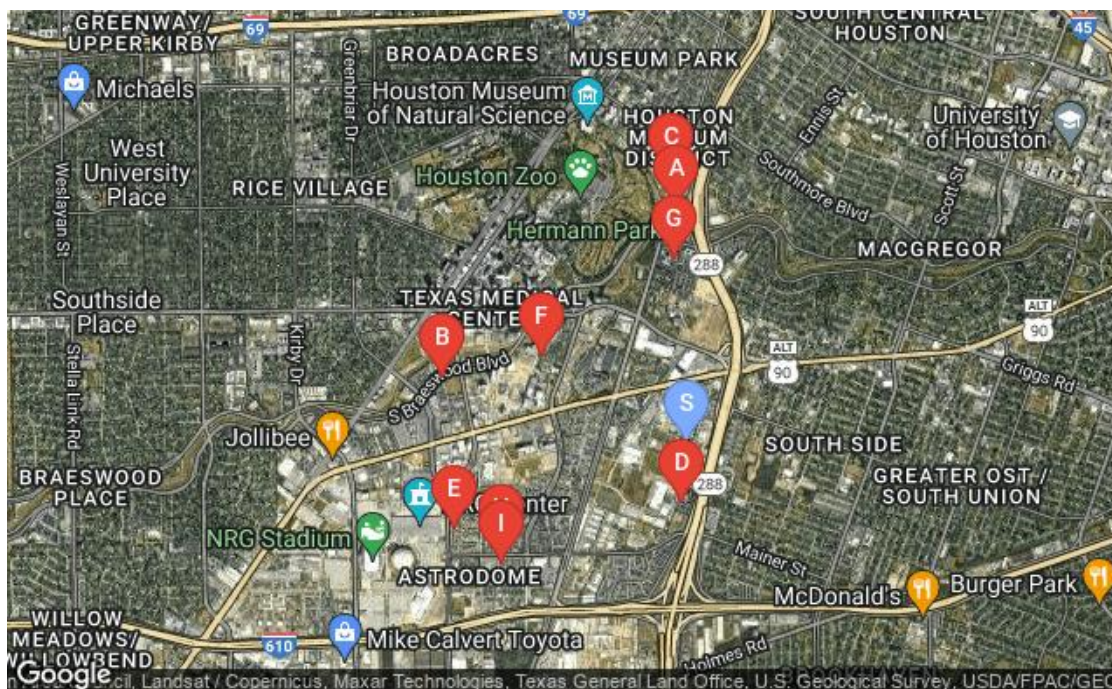 GREENWAY/
UPPER KIRBY
69
69
SOUTH CENTRAL
HOUSTON
45
BROADACRES
MUSEUM PARK
Michaels
Greenbriar Dr
Houston Museum
of Natural Science
HOUSTON
MUSEUM
DISTRICT
C
A
Ennis St
University
of Houston
West
University
Place
Weslayan St
RICE VILLAGE
Houston Zoo
Southmore Blvd
Scott St
Hermann Park
G
288
MACGREGOR
Southside
Place
TEXAS MEDICAL
CENTER
F
B
Kirby Dr
S Braeswood Blvd
ALT
90
ALT
90
Griggs Rd
Stella Link Rd
S
Jollibee
SOUTH SIDE
BRAESWOOD
PLACE
D
288
GREATER OST /
SOUTH UNION
E
I
NRG Stadium
ASTRODOME
Mainer St
McDonald's
Burger Park
WILLOW
MEADOWS/
WILLOWBEND
610
Mike Calvert Toyota
Holmes Rd
Google
Landsat / Copernicus, Maxar Technologies, Texas General Land Office, U.S. Geological Survey, USDA/FPAC/GEO